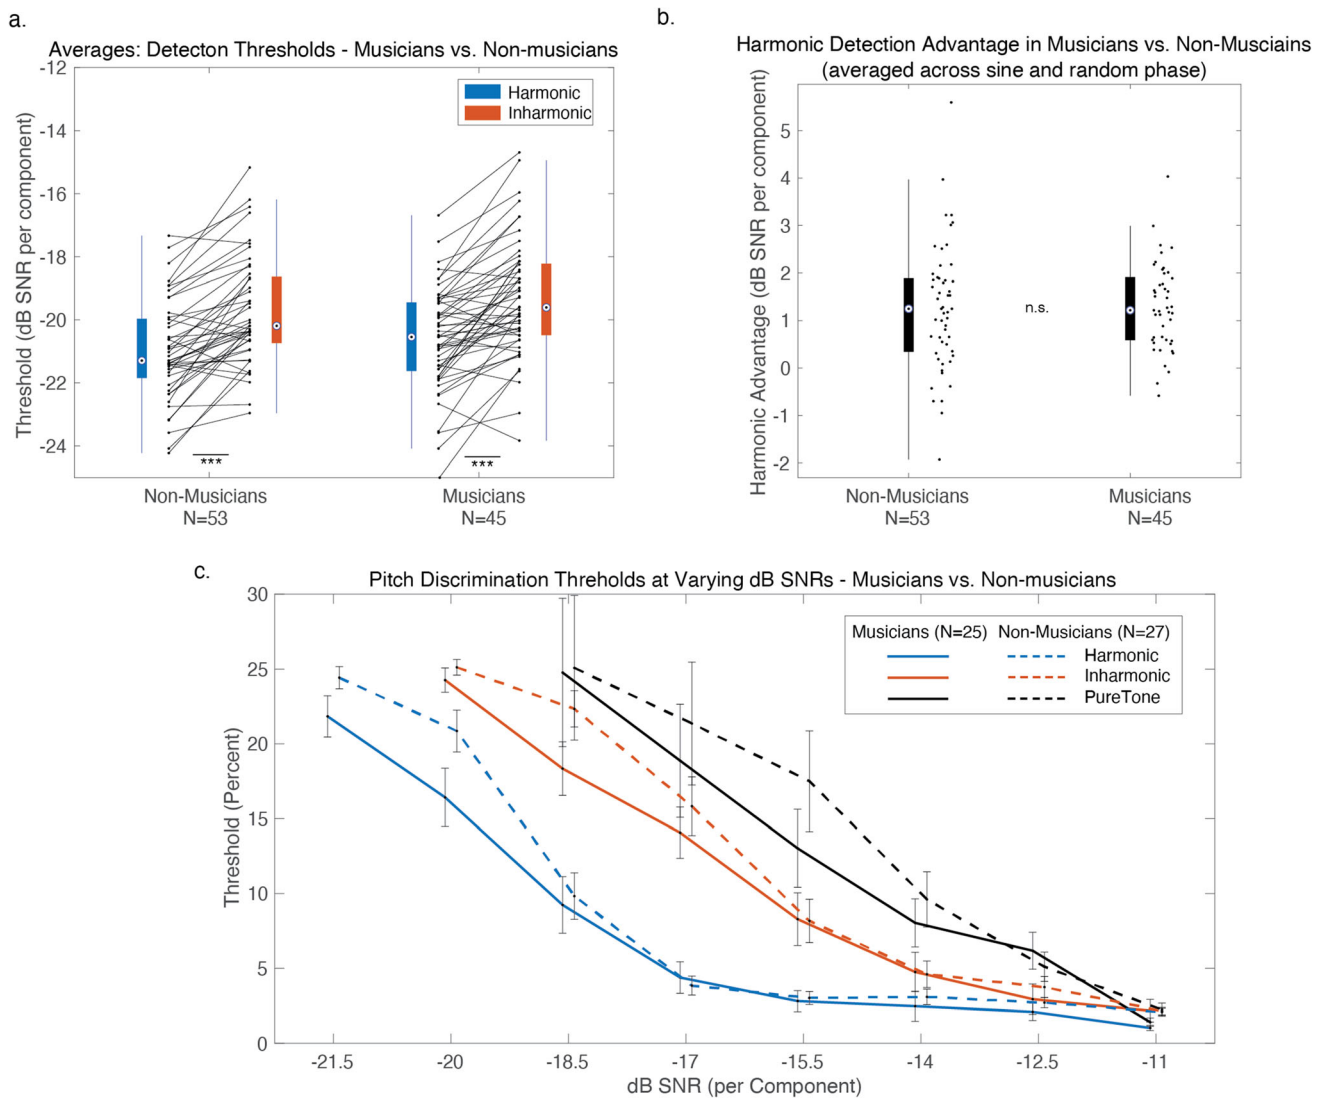 a.
Averages: Detecton Thresholds - Musicians vs. Non-musicians
Threshold (dB SNR per component)
-12
-14
-16
-18
-20
-22
-24
Harmonic
Inharmonic
***
***
Non-Musicians
N=53
Musicians
N=45
b.
Harmonic Detection Advantage in Musicians vs. Non-Musciains
(averaged across sine and random phase)
Harmonic Advantage (dB SNR per component)
5
4
3
2
1
0
-1
-2
n.s.
Non-Musicians
N=53
Musicians
N=45
c.
Pitch Discrimination Threholds at Varying dB SNRs - Musicians vs. Non-musicians
Threshold (Percent)
30
25
20
15
10
5
0
Musicians (N=25) Non-Musicians (N=27)
Harmonic
Inharmonic
PureTone
-21.5 -20 -18.5 -17 -15.5 -14 -12.5 -11
dB SNR (per Component)